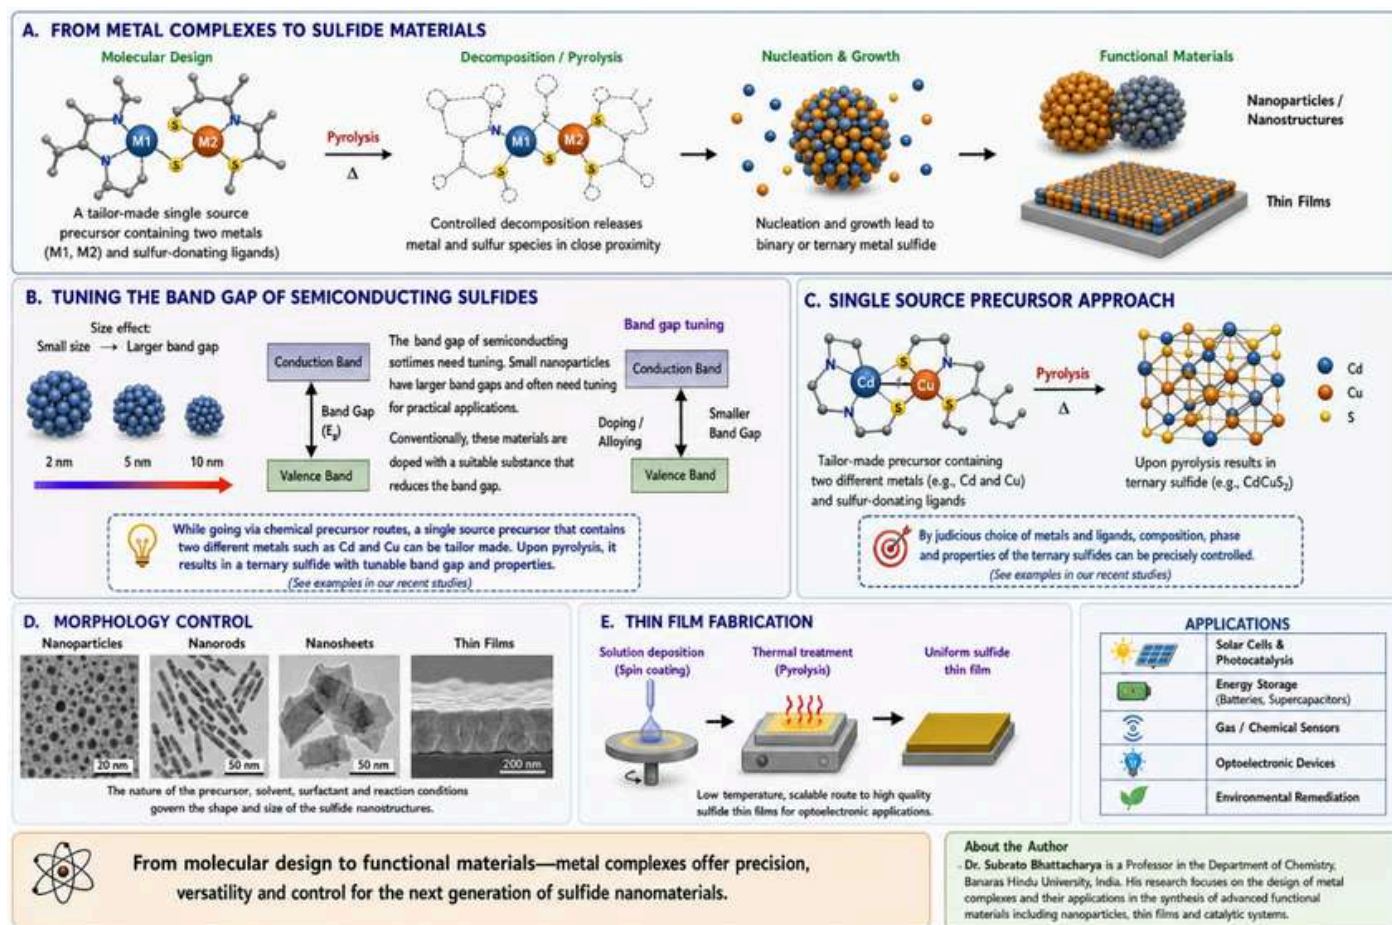 A. FROM METAL COMPLEXES TO SULFIDE MATERIALS
Molecular Design
N
S
M1
M2
N
N
S
S
A tailor-made single source
precursor containing two metals
(M1, M2) and sulfur-donating ligands)
Pyrolysis
Δ
Decomposition / Pyrolysis
N
M1
M2
S
S
S
S
Controlled decomposition releases
metal and sulfur species in close proximity
Nucleation & Growth
Nucleation and growth lead to
binary or ternary metal sulfide
Functional Materials
Nanoparticles /
Nanostructures
Thin Films
B. TUNING THE BAND GAP OF SEMICONDUCTING SULFIDES
Size effect:
Small size → Larger band gap
2 nm
5 nm
10 nm
Conduction Band
Band Gap
(Eg)
Valence Band
The band gap of semiconducting
sotiimes need tuning. Small nanoparticles
have larger band gaps and often need tuning
for practical applications.
Conventionally, these materials are
doped with a suitable substance that
reduces the band gap.
Band gap tuning
Conduction Band
Doping /
Alloying
Smaller
Band Gap
Valence Band
While going via chemical precursor routes, a single source precursor that contains
two different metals such as Cd and Cu can be tailor made. Upon pyrolysis, it
results in a ternary sulfide with tunable band gap and properties.
(See examples in our recent studies)
C. SINGLE SOURCE PRECURSOR APPROACH
N
S
N
Cd
Cu
N
S
S
Tailor-made precursor containing
two different metals (e.g., Cd and Cu)
and sulfur-donating ligands
Pyrolysis
Δ
Cd
Cu
S
Upon pyrolysis results in
ternary sulfide (e.g., CdCuS₂)
By judicious choice of metals and ligands, composition, phase
and properties of the ternary sulfides can be precisely controlled.
(See examples in our recent studies)
D. MORPHOLOGY CONTROL
Nanoparticles
Nanorods
Nanosheets
Thin Films
20 nm
50 nm
50 nm
200 nm
The nature of the precursor, solvent, surfactant and reaction conditions
govern the shape and size of the sulfide nanostructures.
E. THIN FILM FABRICATION
Solution deposition
(Spin coating)
Thermal treatment
(Pyrolysis)
Uniform sulfide
thin film
Low temperature, scalable route to high quality
sulfide thin films for optoelectronic applications.
APPLICATIONS
Solar Cells &
Photocatalysis
Energy Storage
(Batteries, Supercapacitors)
Gas / Chemical Sensors
Optoelectronic Devices
Environmental Remediation
From molecular design to functional materials—metal complexes offer precision,
versatility and control for the next generation of sulfide nanomaterials.
About the Author
Dr. Subrato Bhattacharya is a Professor in the Department of Chemistry,
Banaras Hindu University, India. His research focuses on the design of metal
complexes and their applications in the synthesis of advanced functional
materials including nanoparticles, thin films and catalytic systems.